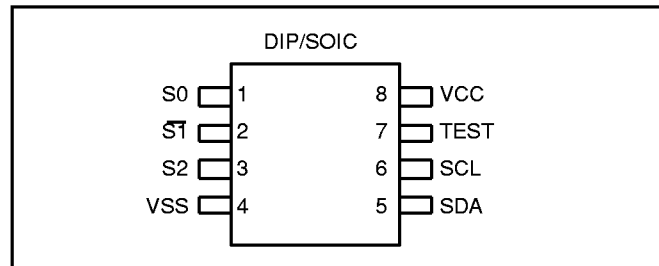 DIP/SOIC
S0 1 8 VCC
S̅1̅ 2 7 TEST
S2 3 6 SCL
VSS 4 5 SDA